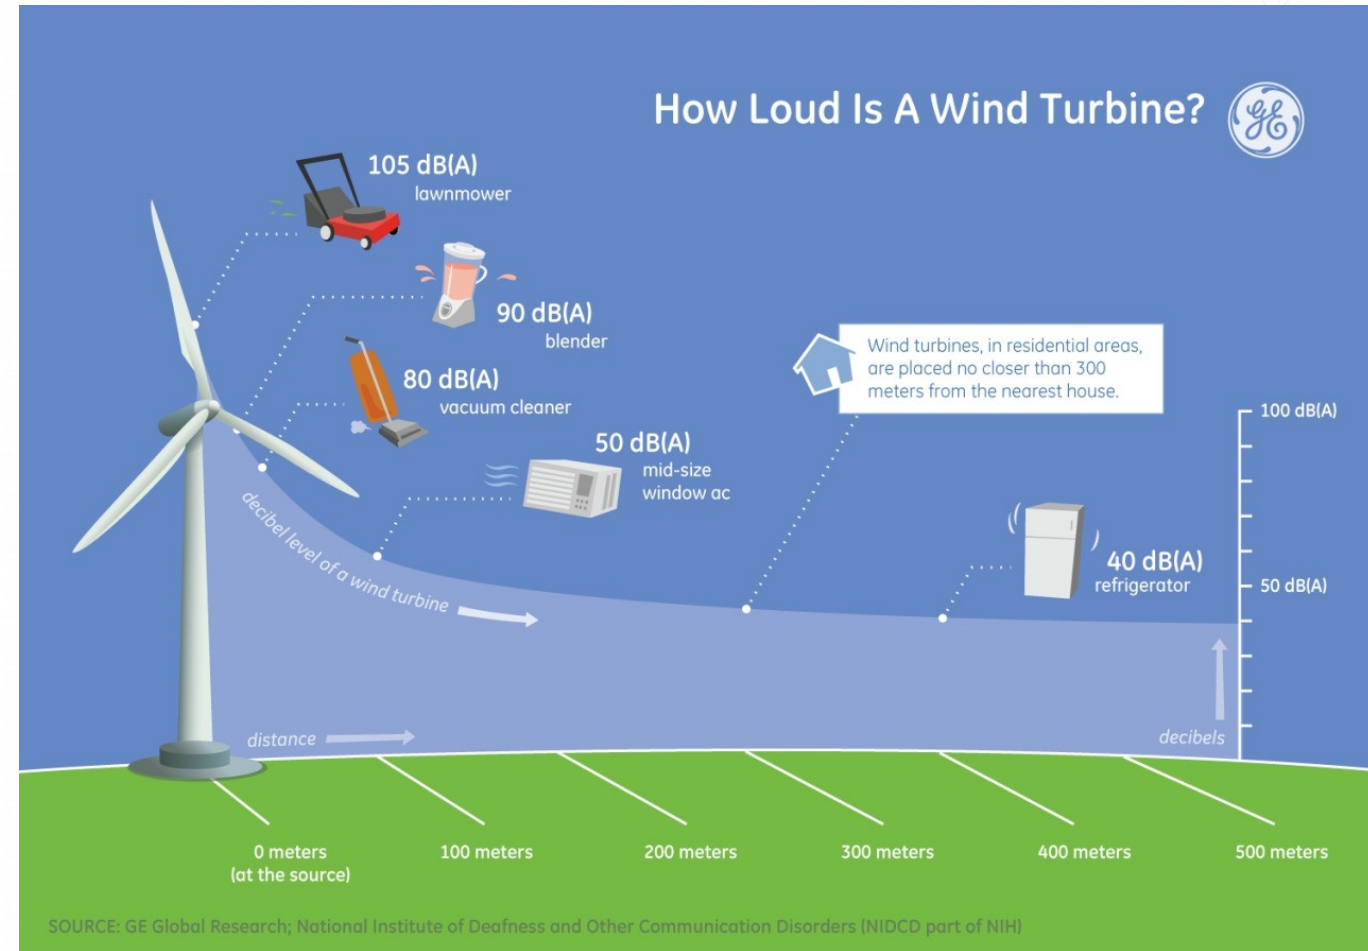 How Loud Is A Wind Turbine?
GE
105 dB(A)
lawnmower
90 dB(A)
blender
80 dB(A)
vacuum cleaner
50 dB(A)
mid-size
window ac
Wind turbines, in residential areas,
are placed no closer than 300
meters from the nearest house.
100 dB(A)
40 dB(A)
refrigerator
50 dB(A)
decibel level of a wind turbine
distance
decibels
0 meters
(at the source)
100 meters
200 meters
300 meters
400 meters
500 meters
SOURCE: GE Global Research; National Institute of Deafness and Other Communication Disorders (NIDCD part of NIH)